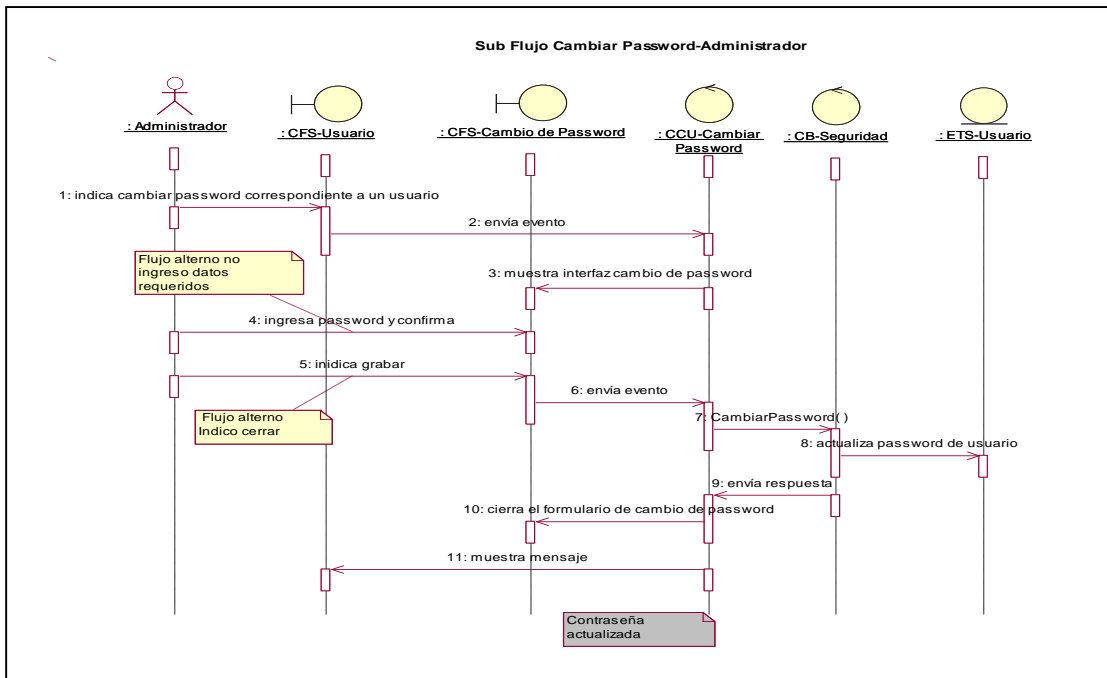 Sub Flujo Cambiar Password-Administrador
: Administrador
: CFS-Usuario
: CFS-Cambio de Password
: CCU-Cambiar
Password
: CB-Seguridad
: ETS-Usuario
1: indica cambiar password correspondiente a un usuario
2: envía evento
Flujo alterno no
ingreso datos
requeridos
3: muestra interfaz cambio de password
4: ingresa password y confirma
5: inidica grabar
6: envía evento
Flujo alterno
Indico cerrar
7: CambiarPassword( )
8: actualiza password de usuario
9: envía respuesta
10: cierra el formulario de cambio de password
11: muestra mensaje
Contraseña
actualizada